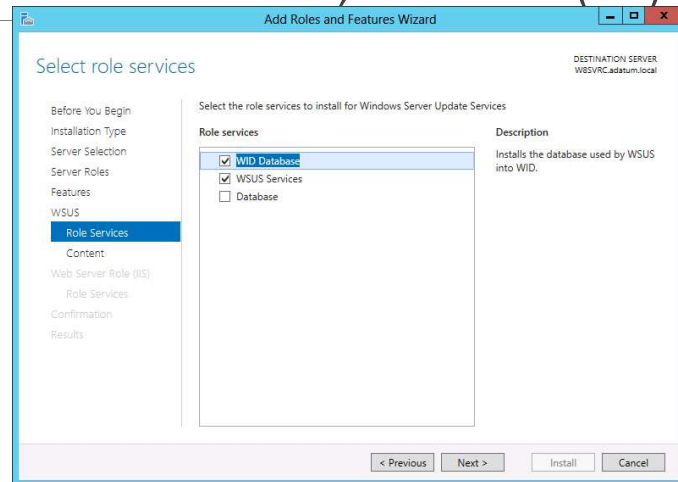 Add Roles and Features Wizard
Select role services
DESTINATION SERVER
W8SVRC.adatum.local
Before You Begin
Installation Type
Server Selection
Server Roles
Features
WSUS
Role Services
Content
Web Server Role (IIS)
Role Services
Confirmation
Results
Select the role services to install for Windows Server Update Services
Role services
WID Database
WSUS Services
Database
Description
Installs the database used by WSUS
into WID.
< Previous
Next >
Install
Cancel